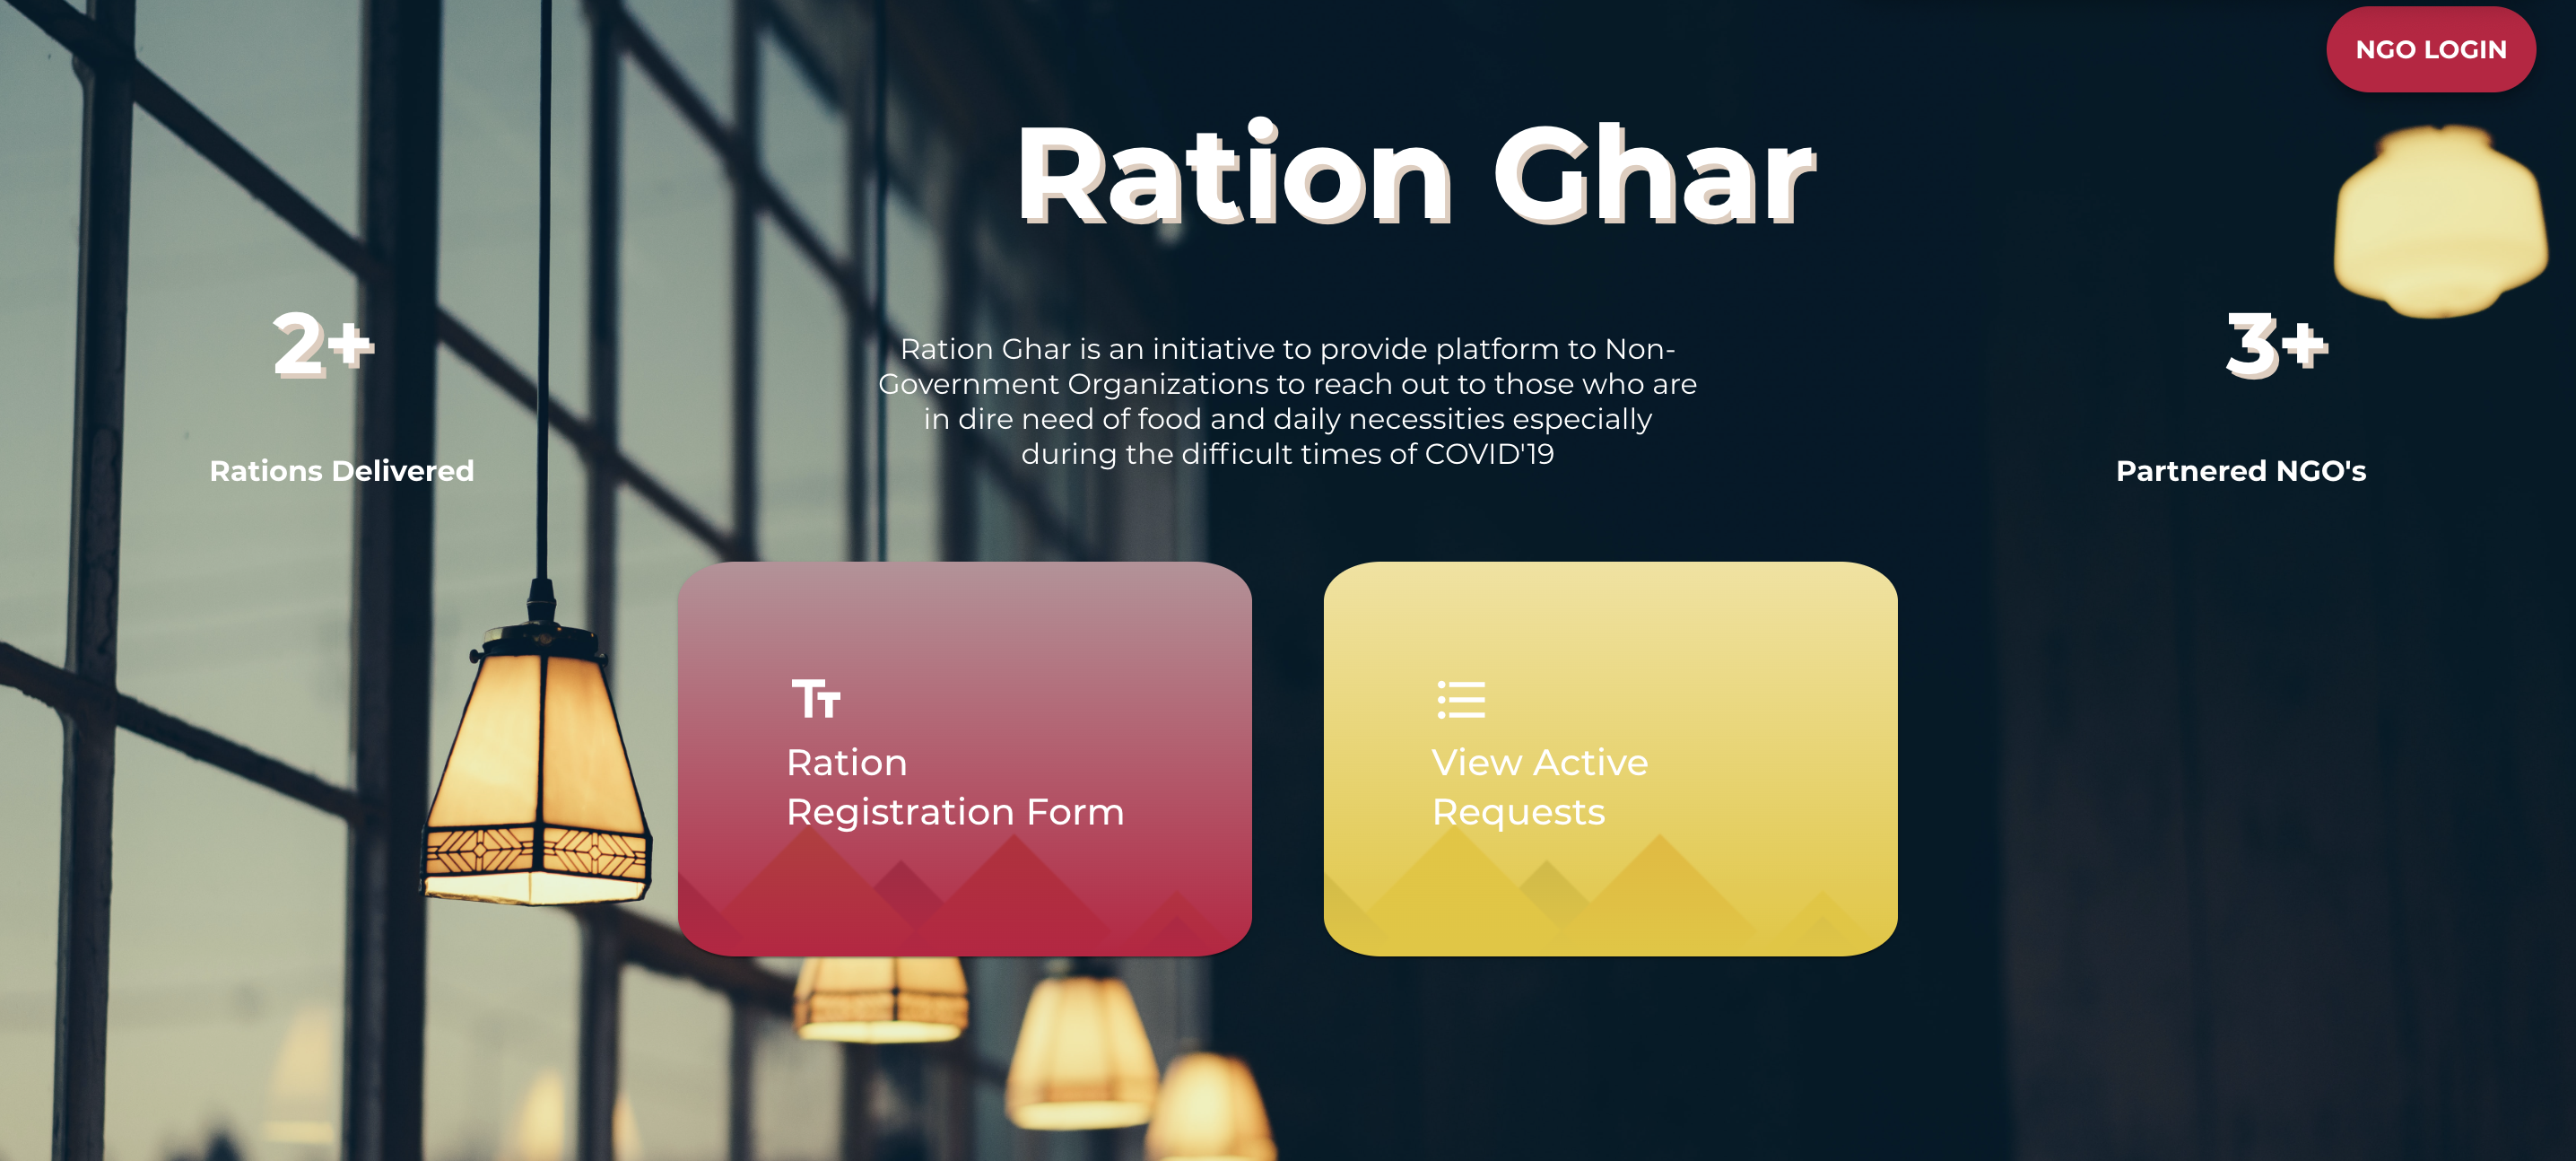 NGO LOGIN
Ration Ghar
2+
Rations Delivered
Ration Ghar is an initiative to provide platform to Non-
Government Organizations to reach out to those who are
in dire need of food and daily necessities especially
during the difficult times of COVID'19
3+
Partnered NGO's
Ration
Registration Form
View Active
Requests